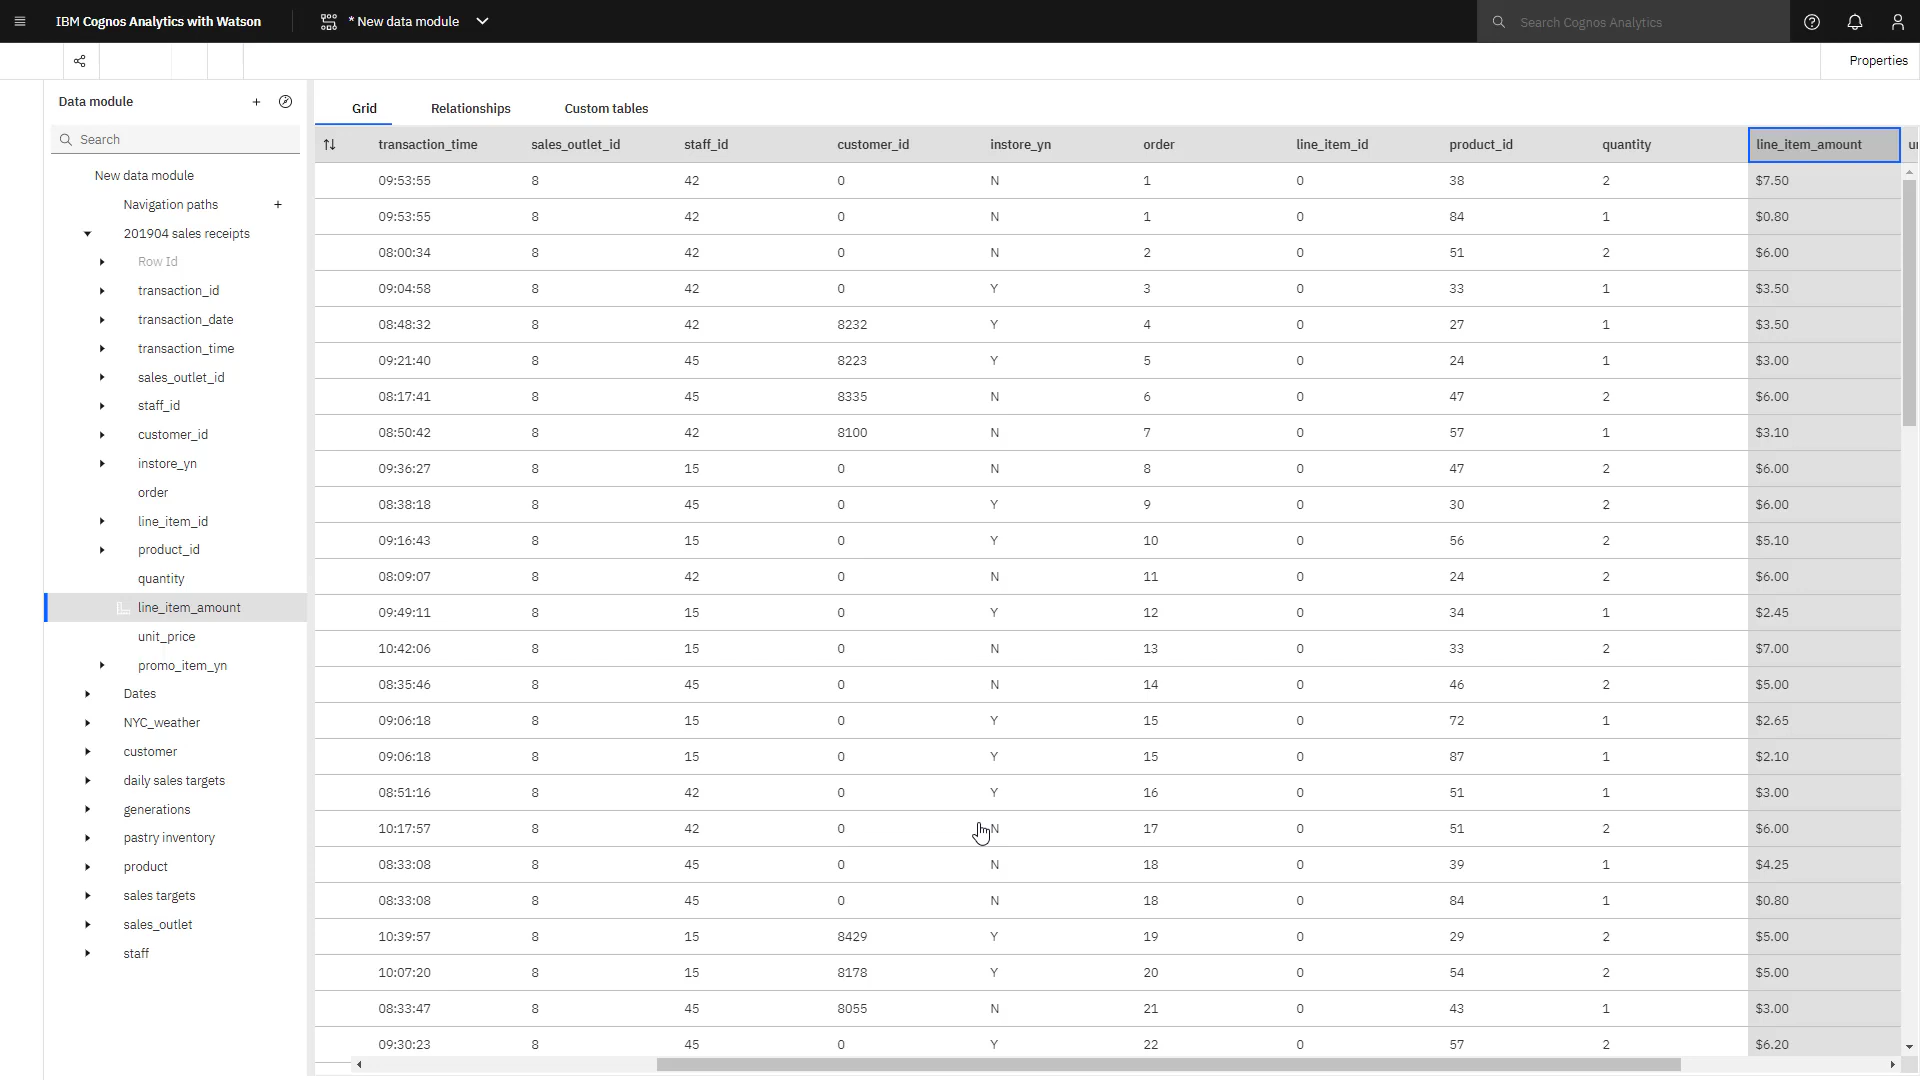 IBM Cognos Analytics with Watson
* New data module
Search Cognos Analytics
Properties
Data module
Search
New data module
Navigation paths
201904 sales receipts
Row Id
transaction_id
transaction_date
transaction_time
sales_outlet_id
staff_id
customer_id
instore_yn
order
line_item_id
product_id
quantity
line_item_amount
unit_price
promo_item_yn
Dates
NYC_weather
customer
daily sales targets
generations
pastry inventory
product
sales targets
sales_outlet
staff
Grid Relationships Custom tables
transaction_time sales_outlet_id staff_id customer_id instore_yn order line_item_id product_id quantity line_item_amount
09:53:55 8 42 0 N 1 0 38 2 $7.50
09:53:55 8 42 0 N 1 0 84 1 $0.80
08:00:34 8 42 0 N 2 0 51 2 $6.00
09:04:58 8 42 0 Y 3 0 33 1 $3.50
08:48:32 8 42 8232 Y 4 0 27 1 $3.50
09:21:40 8 45 8223 Y 5 0 24 1 $3.00
08:17:41 8 45 8335 N 6 0 47 2 $6.00
08:50:42 8 42 8100 N 7 0 57 1 $3.10
09:36:27 8 15 0 N 8 0 47 2 $6.00
08:38:18 8 45 0 Y 9 0 30 2 $6.00
09:16:43 8 15 0 Y 10 0 56 2 $5.10
08:09:07 8 42 0 N 11 0 24 2 $6.00
09:49:11 8 15 0 Y 12 0 34 1 $2.45
10:42:06 8 15 0 N 13 0 33 2 $7.00
08:35:46 8 45 0 N 14 0 46 2 $5.00
09:06:18 8 15 0 Y 15 0 72 1 $2.65
09:06:18 8 15 0 Y 15 0 87 1 $2.10
08:51:16 8 42 0 Y 16 0 51 1 $3.00
10:17:57 8 42 0 N 17 0 51 2 $6.00
08:33:08 8 45 0 N 18 0 39 1 $4.25
08:33:08 8 45 0 N 18 0 84 1 $0.80
10:39:57 8 15 8429 Y 19 0 29 2 $5.00
10:07:20 8 15 8178 Y 20 0 54 2 $5.00
08:33:47 8 45 8055 N 21 0 43 1 $3.00
09:30:23 8 45 0 Y 22 0 57 2 $6.20